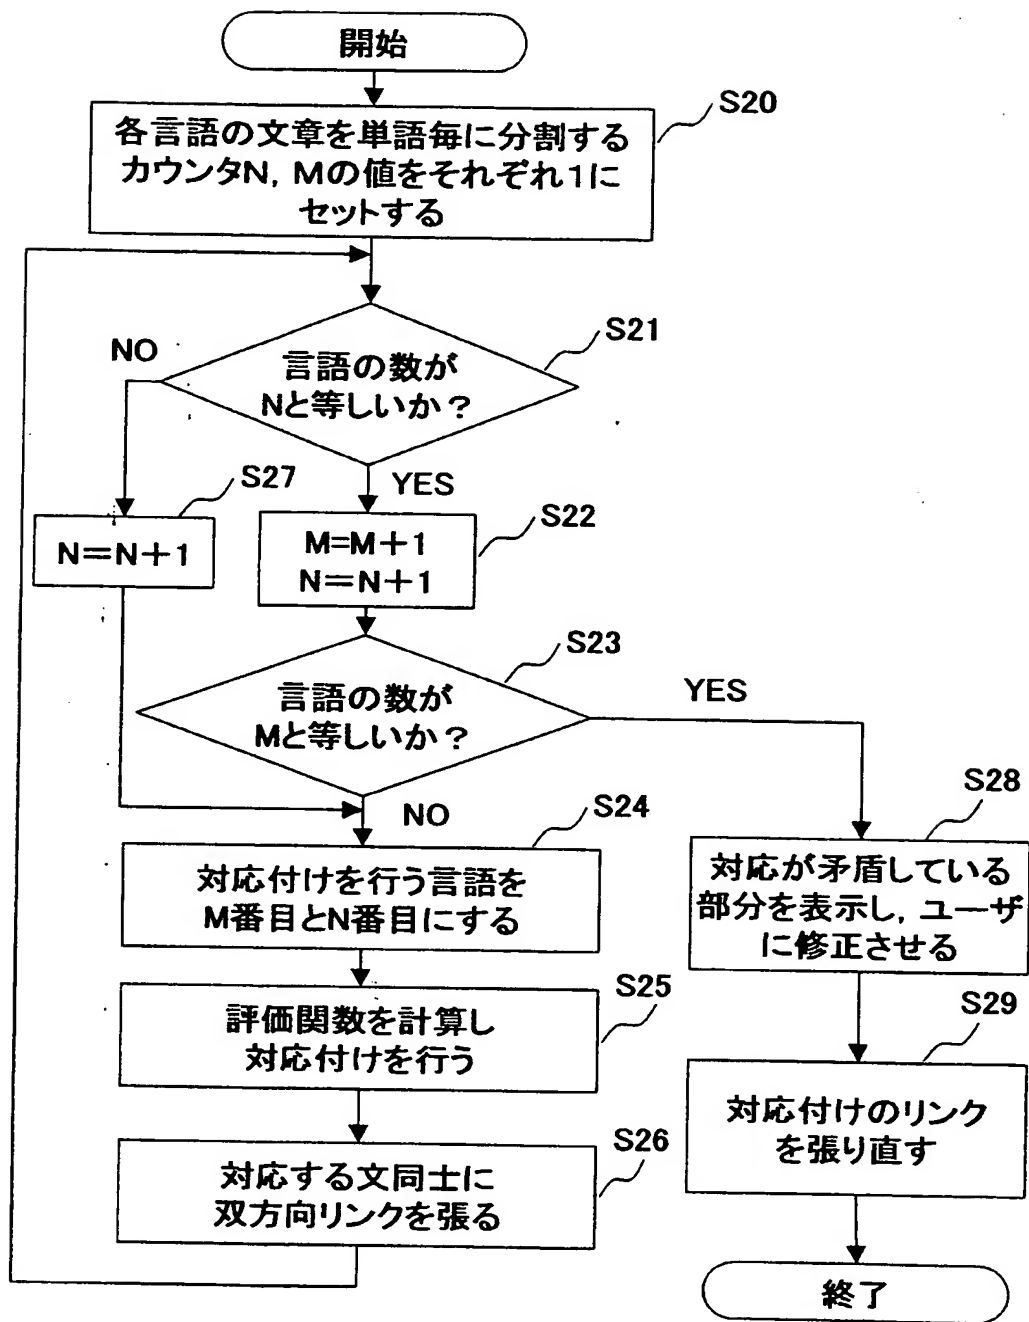 開始
S20
各言語の文章を単語毎に分割する
カウンタN, Mの値をそれぞれ1に
セットする
S21
NO
言語の数が
Nと等しいか?
YES
S27
N=N+1
S22
M=M+1
N=N+1
S23
言語の数が
Mと等しいか?
YES
NO
S24
対応付けを行う言語を
M番目とN番目にする
S28
対応が矛盾している
部分を表示し, ユーザ
に修正させる
S25
評価関数を計算し
対応付けを行う
S29
対応付けのリンク
を張り直す
S26
対応する文同士に
双方向リンクを張る
終了